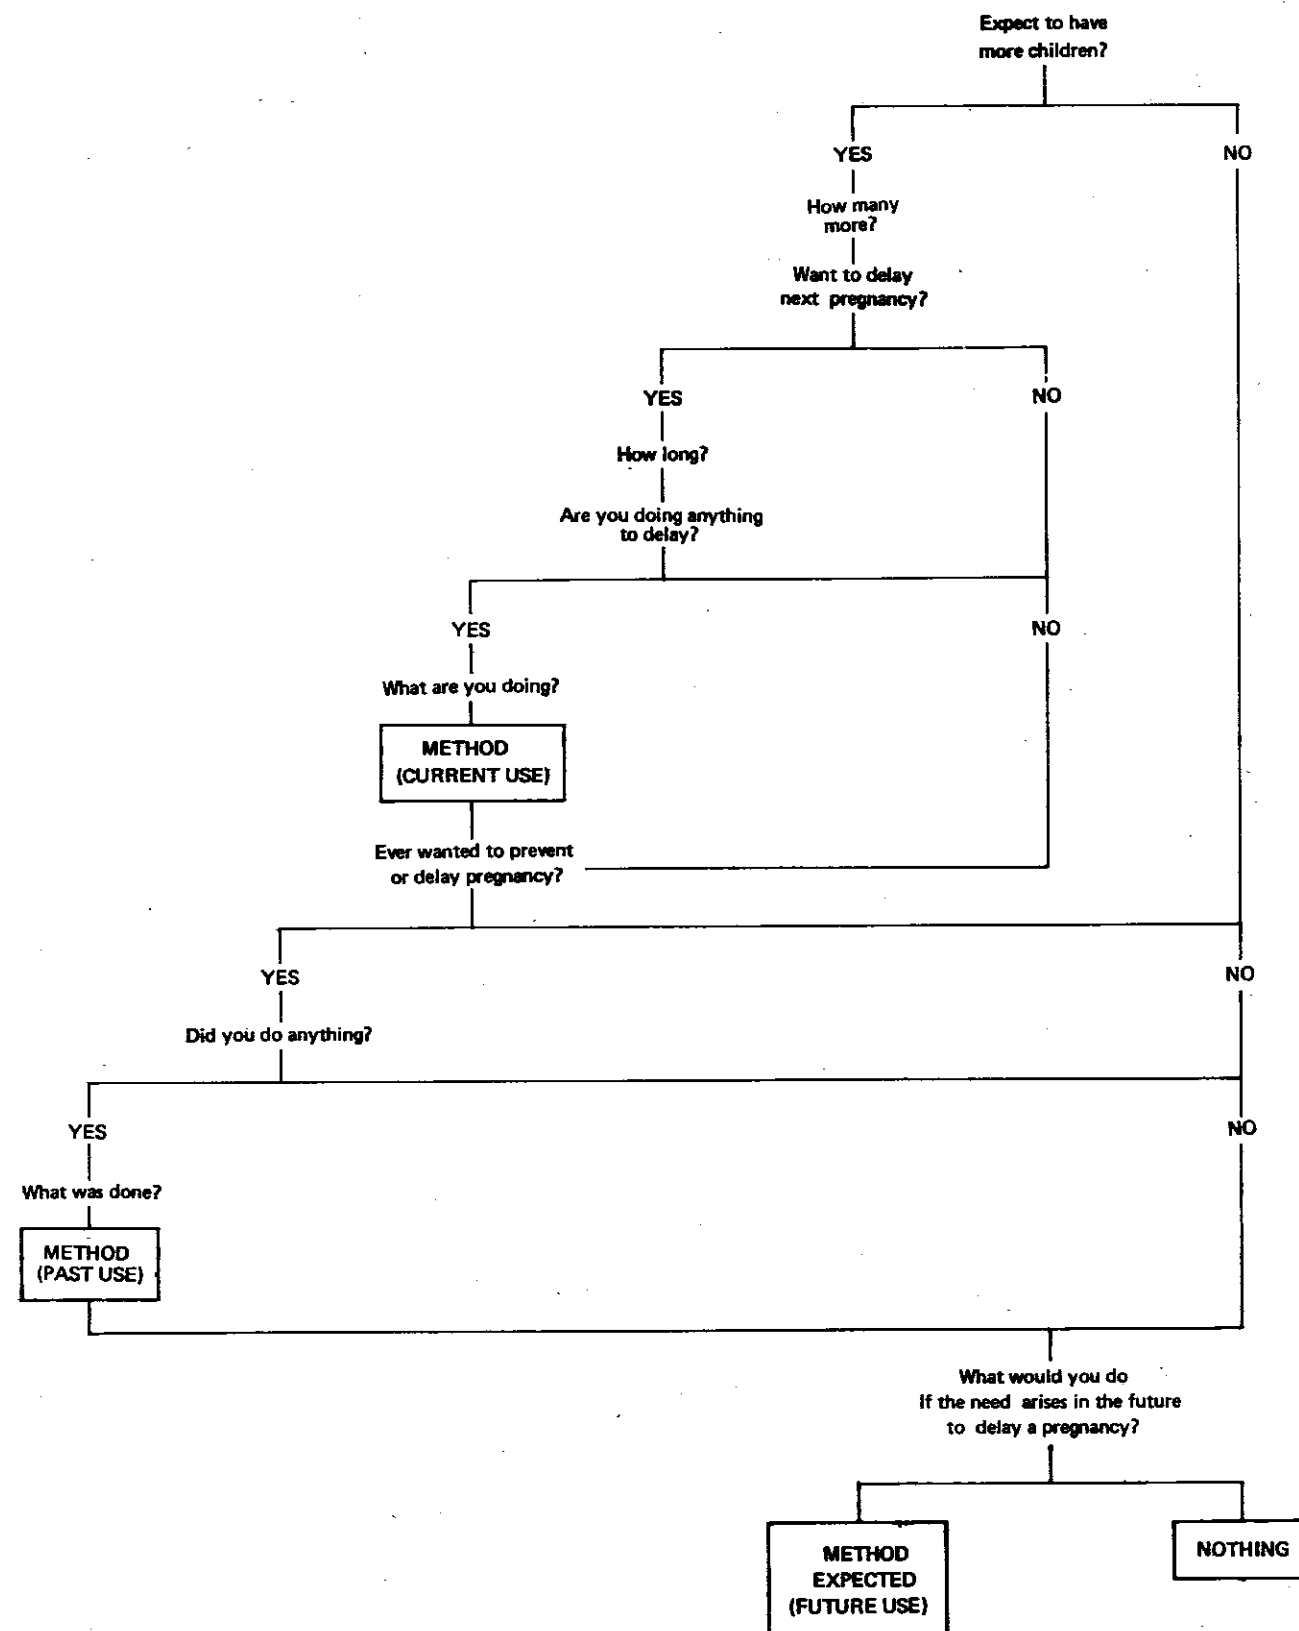 Expect to have
more children?
YES
NO
How many
more?
Want to delay
next pregnancy?
YES
NO
How long?
Are you doing anything
to delay?
YES
NO
What are you doing?
METHOD
(CURRENT USE)
Ever wanted to prevent
or delay pregnancy?
YES
NO
Did you do anything?
YES
NO
What was done?
METHOD
(PAST USE)
What would you do
If the need arises in the future
to delay a pregnancy?
METHOD
EXPECTED
(FUTURE USE)
NOTHING